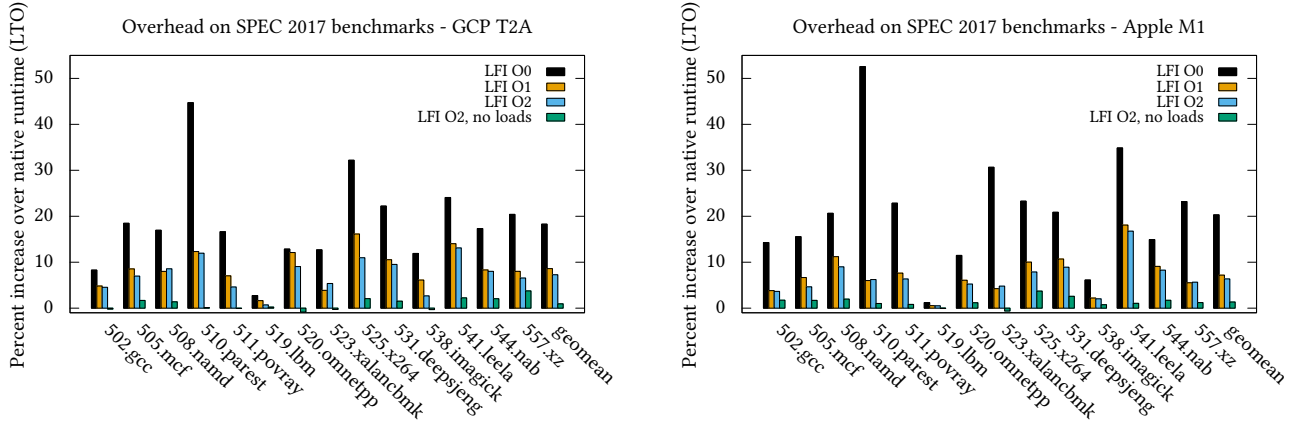 Overhead on SPEC 2017 benchmarks - GCP T2A
Percent increase over native runtime (LTO)
50
40
30
20
10
0
LFI O0
LFI O1
LFI O2
LFI O2, no loads
502.gcc
505.mcf
508.namd
510.parest
511.povray
519.lbm
520.omnetpp
523.xalancbmk
525.x264
531.deepsjeng
538.imagick
541.leela
544.nab
557.xz
geomean
Overhead on SPEC 2017 benchmarks - Apple M1
Percent increase over native runtime (LTO)
50
40
30
20
10
0
LFI O0
LFI O1
LFI O2
LFI O2, no loads
502.gcc
505.mcf
508.namd
510.parest
511.povray
519.lbm
520.omnetpp
523.xalancbmk
525.x264
531.deepsjeng
538.imagick
541.leela
544.nab
557.xz
geomean